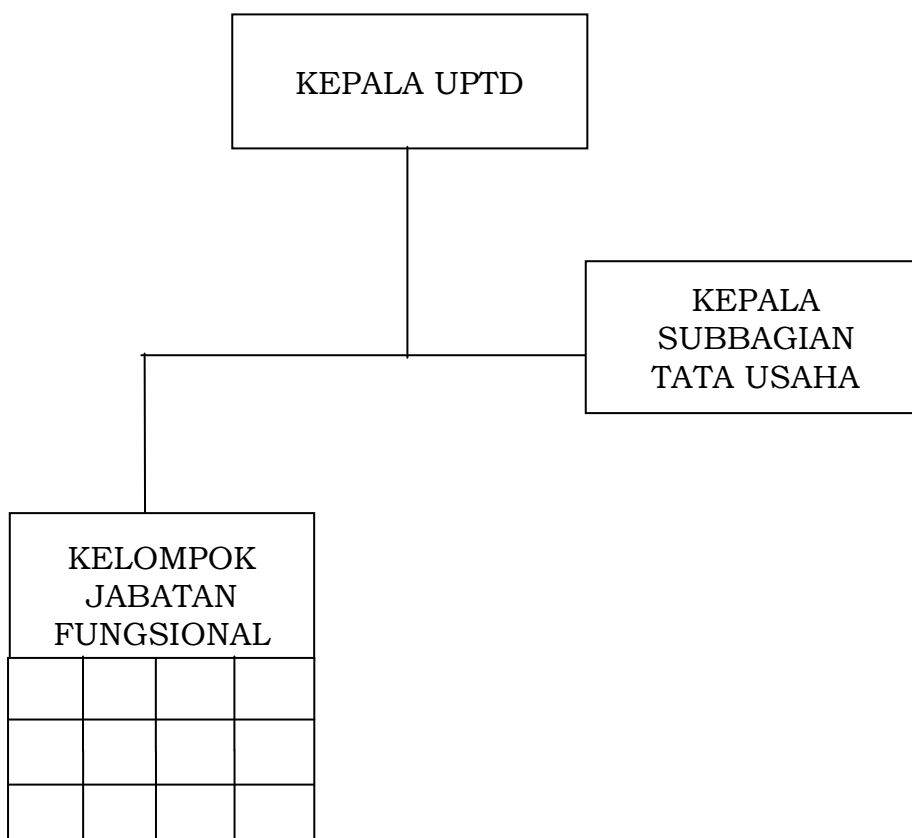 KEPALA UPTD
KEPALA
SUBBAGIAN
TATA USAHA
KELOMPOK
JABATAN
FUNGSIONAL